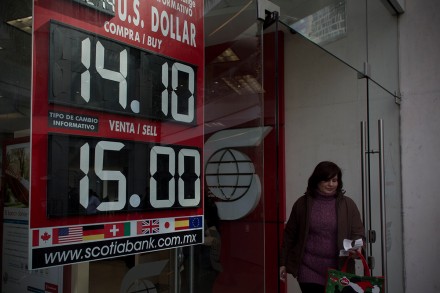 U.S. DOLLAR
COMPRA / BUY
14.10
TIPO DE CAMBIO
INFORMATIVO
VENTA / SELL
15.00
www.scotiabank.com.mx